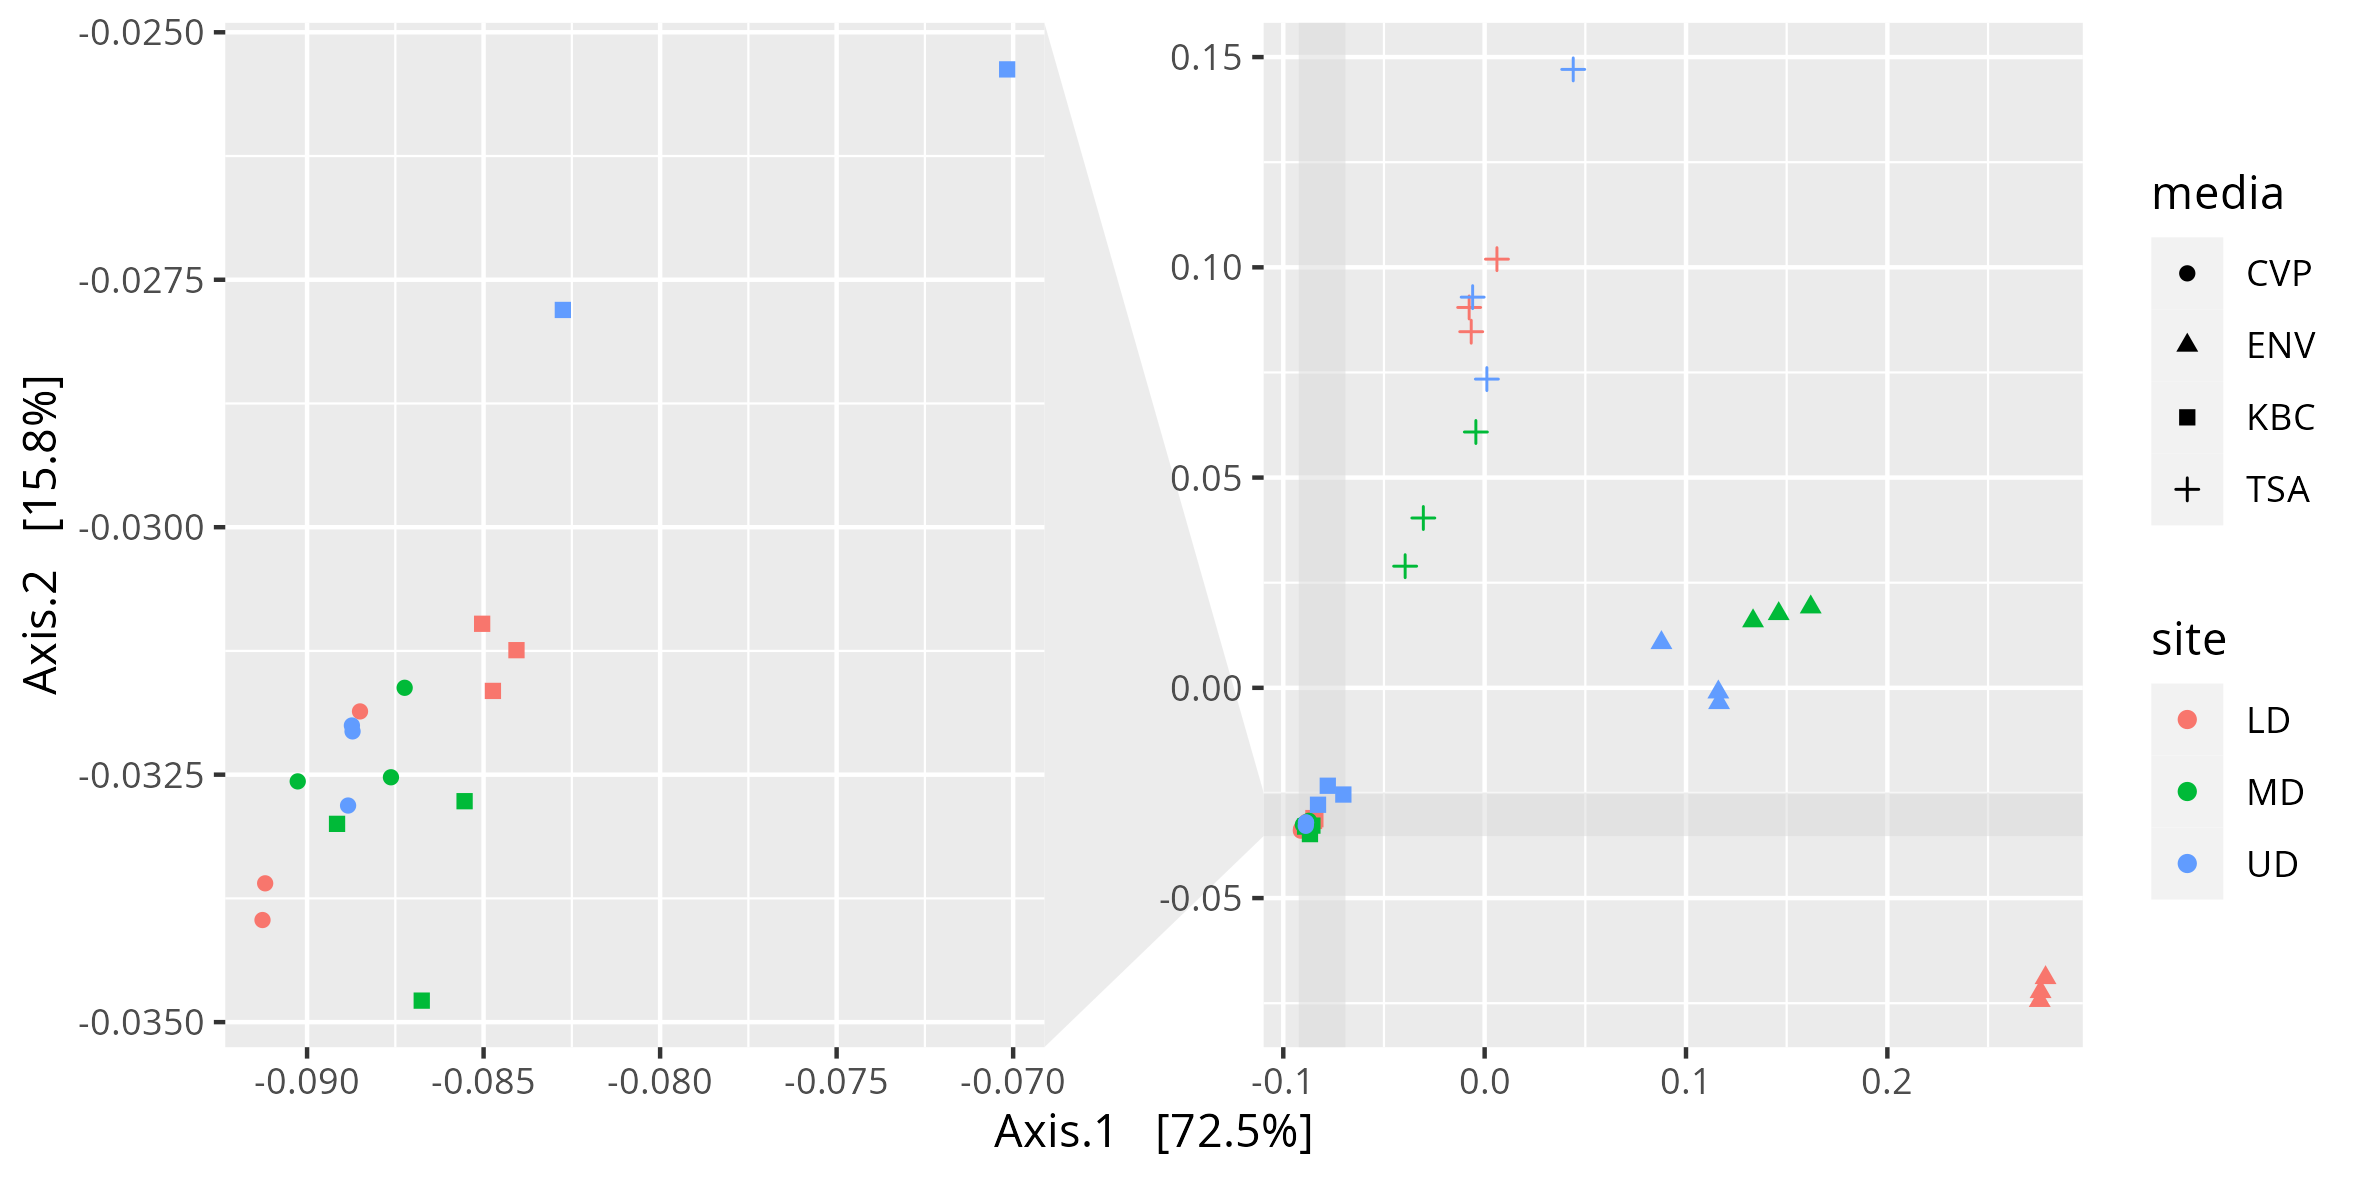 -0.0250
-0.0275
-0.0300
-0.0325
-0.0350
Axis.2 [15.8%]
-0.090 -0.085 -0.080 -0.075 -0.070
0.15
0.10
0.05
0.00
-0.05
-0.1 0.0 0.1 0.2
Axis.1 [72.5%]
media
CVP
ENV
KBC
TSA
site
LD
MD
UD